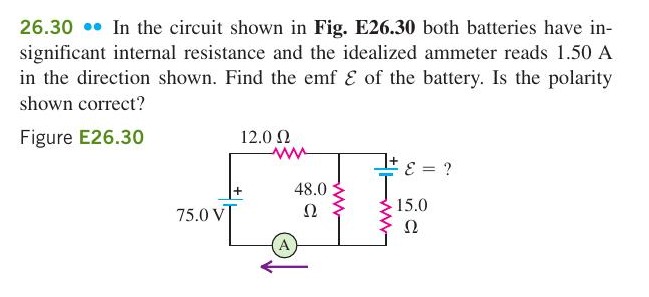 26.30 •• In the circuit shown in Fig. E26.30 both batteries have in-
significant internal resistance and the idealized ammeter reads 1.50 A
in the direction shown. Find the emf ℰ of the battery. Is the polarity
shown correct?
Figure E26.30
12.0 Ω
+ ℰ = ?
+
48.0
Ω
75.0 V
15.0
Ω
A